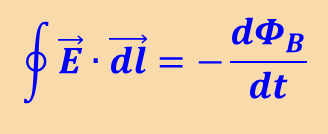 ∮ E⃗ · dl⃗ = − dΦ_B / dt